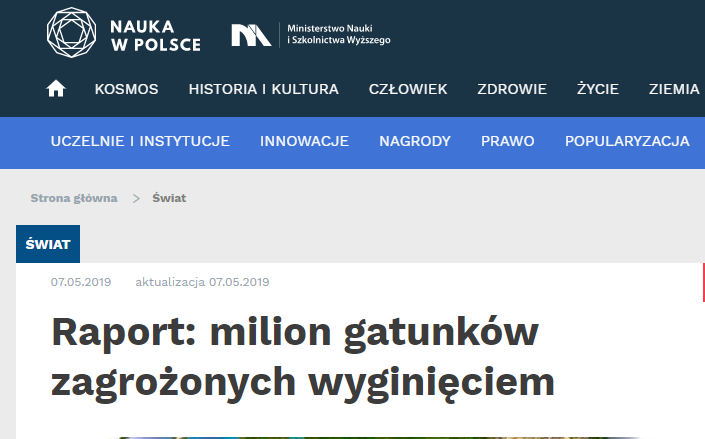 NAUKA
W POLSCE
Ministerstwo Nauki
i Szkolnictwa Wyższego
KOSMOS HISTORIA I KULTURA CZŁOWIEK ZDROWIE ŻYCIE ZIEMIA
UCZELNIE I INSTYTUCJE INNOWACJE NAGRODY PRAWO POPULARYZACJA
Strona główna > Świat
ŚWIAT
07.05.2019 aktualizacja 07.05.2019
Raport: milion gatunków
zagrożonych wyginięciem